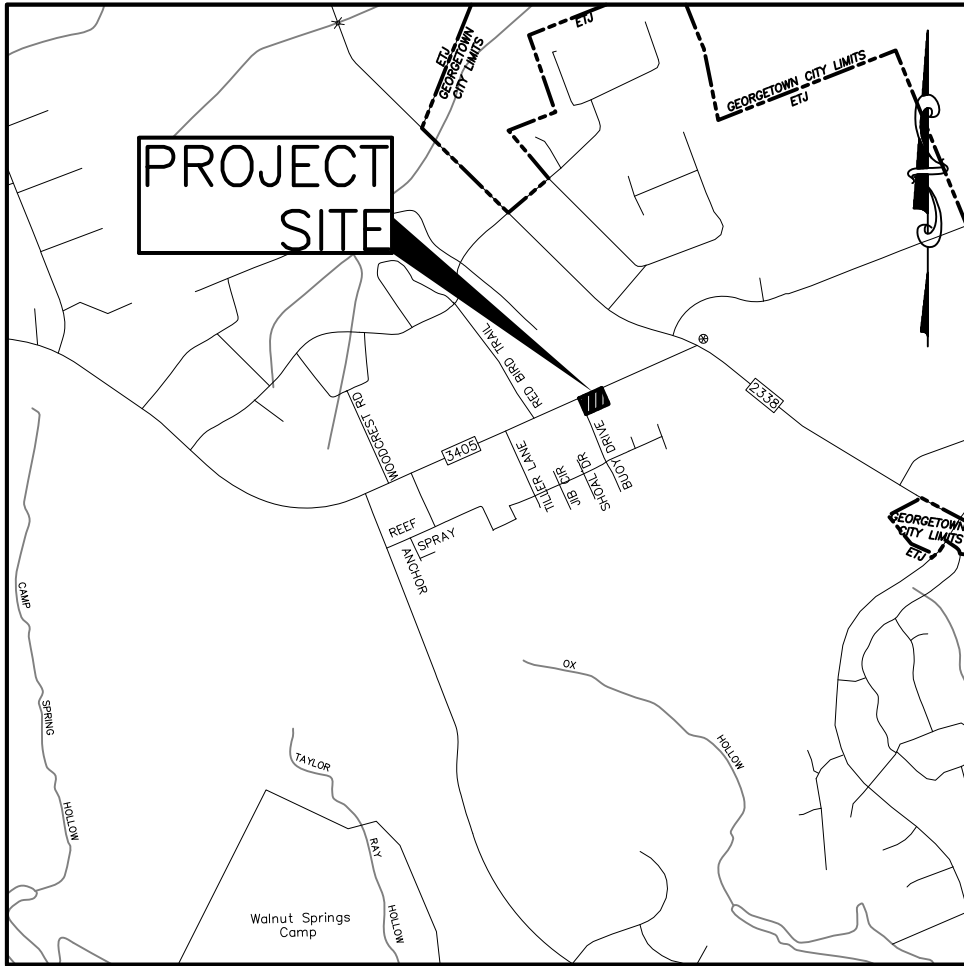 ETJ
GEORGETOWN
CITY LIMITS
ETJ
GEORGETOWN CITY LIMITS
ETJ
PROJECT
SITE
RED BIRD TRAIL
2338
WOODCREST RD
3405
TILLER LANE
JIB CIR
SHOAL DR
BUOY DRIVE
REEF
SPRAY
ANCHOR
GEORGETOWN
CITY LIMITS
ETJ
CAMP
SPRING
HOLLOW
OX
HOLLOW
TAYLOR
RAY
HOLLOW
Walnut Springs
Camp